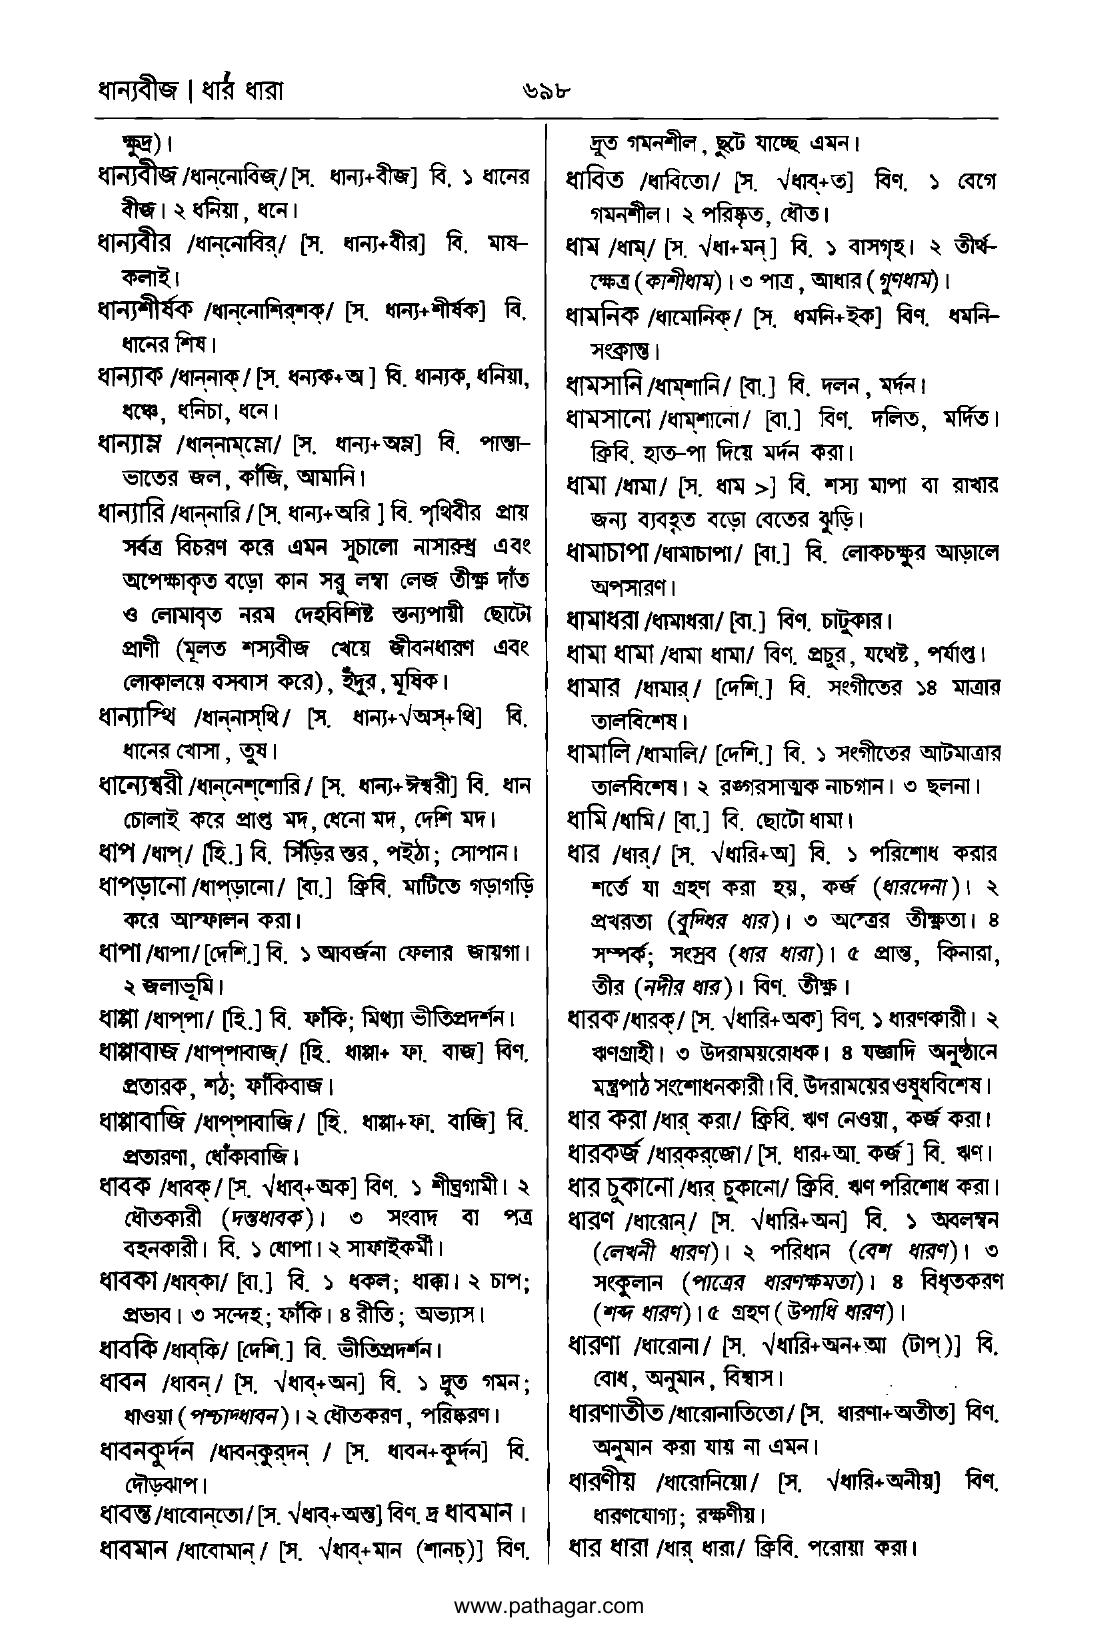 ধান্যবীজ | ধার ধারা
৬৯৮
ক্ষুদ্র)।
ধান্যবীজ /ধান্‌নোবিজ্‌/ [স. ধান্য+বীজ] বি. ১ ধানের
বীজ। ২ ধনিয়া, ধনে।
ধান্যবীর /ধান্‌নোবির্‌/ [স. ধান্য+বীর] বি. মাষ-
কলাই।
ধান্যশীর্ষক /ধান্‌নোশির্‌শক্‌/ [স. ধান্য+শীর্ষক] বি.
ধানের শিষ।
ধান্যাক /ধান্‌নাক্‌/ [স. ধন্যক+অ ] বি. ধান্যক, ধনিয়া,
ধঞ্চে, ধনিচা, ধনে।
ধান্যাম্ল /ধান্‌নাম্‌ম্লো/ [স. ধান্য+অম্ল] বি. পান্তা-
ভাতের জল, কাঁজি, আমানি।
ধান্যারি /ধান্‌নারি / [স. ধান্য+অরি ] বি. পৃথিবীর প্রায়
সর্বত্র বিচরণ করে এমন সূচালো নাসারন্ধ্র এবং
অপেক্ষাকৃত বড়ো কান সরু লম্বা লেজ তীক্ষ্ণ দাঁত
ও লোমাবৃত নরম দেহবিশিষ্ট স্তন্যপায়ী ছোটো
প্রাণী (মূলত শস্যবীজ খেয়ে জীবনধারণ এবং
লোকালয়ে বসবাস করে), ইঁদুর, মূষিক।
ধান্যাস্থি /ধান্‌নাস্‌থি/ [স. ধান্য+√অস্‌+থি] বি.
ধানের খোসা, তুষ।
ধান্যেশ্বরী /ধান্‌নেশ্‌শোরি/ [স. ধান্য+ঈশ্বরী] বি. ধান
চোলাই করে প্রাপ্ত মদ, ধেনো মদ, দেশি মদ।
ধাপ /ধাপ্‌/ [হি.] বি. সিঁড়ির স্তর, পইঠা; সোপান।
ধাপড়ানো /ধাপ্‌ড়ানো/ [বা.] ক্রিবি. মাটিতে গড়াগড়ি
করে আস্ফালন করা।
ধাপা /ধাপা/ [দেশি.] বি. ১ আবর্জনা ফেলার জায়গা।
২ জলাভূমি।
ধাপ্পা /ধাপ্‌পা/ [হি.] বি. ফাঁকি; মিথ্যা ভীতিপ্রদর্শন।
ধাপ্পাবাজ /ধাপ্‌পাবাজ্‌/ [হি. ধাপ্পা+ ফা. বাজ] বিণ.
প্রতারক, শঠ; ফাঁকিবাজ।
ধাপ্পাবাজি /ধাপ্‌পাবাজি/ [হি. ধাপ্পা+ফা. বাজি] বি.
প্রতারণা, ধোঁকাবাজি।
ধাবক /ধাবক্‌/ [স. √ধাব্‌+অক] বিণ. ১ শীঘ্রগামী। ২
ধৌতকারী (দন্তধাবক)। ৩ সংবাদ বা পত্র
বহনকারী। বি. ১ ধোপা। ২ সাফাইকর্মী।
ধাবকা /ধাব্‌কা/ [বা.] বি. ১ ধকল; ধাক্কা। ২ চাপ;
প্রভাব। ৩ সন্দেহ; ফাঁকি। ৪ রীতি; অভ্যাস।
ধাবকি /ধাব্‌কি/ [দেশি.] বি. ভীতিপ্রদর্শন।
ধাবন /ধাবন্‌/ [স. √ধাব্‌+অন] বি. ১ দ্রুত গমন;
ধাওয়া (পশ্চাদ্ধাবন)। ২ ধৌতকরণ, পরিষ্করণ।
ধাবনকুর্দন /ধাবন্‌কুর্‌দন্‌ / [স. ধাবন+কুর্দন] বি.
দৌড়ঝাপ।
ধাবন্ত /ধাবোন্‌তো/ [স. √ধাব্‌+অন্ত] বিণ. দ্র ধাবমান।
ধাবমান /ধাবোমান্‌/ [স. √ধাব্‌+মান (শানচ্‌)] বিণ.
দ্রুত গমনশীল, ছুটে যাচ্ছে এমন।
ধাবিত /ধাবিতো/ [স. √ধাব্‌+ত] বিণ. ১ বেগে
গমনশীল। ২ পরিষ্কৃত, ধৌত।
ধাম /ধাম্‌/ [স. √ধা+মন্‌] বি. ১ বাসগৃহ। ২ তীর্থ-
ক্ষেত্র (কাশীধাম)। ৩ পাত্র, আধার (গুণধাম)।
ধামনিক /ধামোনিক্‌/ [স. ধমনি+ইক] বিণ. ধমনি-
সংক্রান্ত।
ধামসানি /ধাম্‌শানি/ [বা.] বি. দলন, মর্দন।
ধামসানো /ধাম্‌শানো/ [বা.] বিণ. দলিত, মর্দিত।
ক্রিবি. হাত-পা দিয়ে মর্দন করা।
ধামা /ধামা/ [স. ধাম >] বি. শস্য মাপা বা রাখার
জন্য ব্যবহৃত বড়ো বেতের ঝুড়ি।
ধামাচাপা /ধামাচাপা/ [বা.] বি. লোকচক্ষুর আড়ালে
অপসারণ।
ধামাধরা /ধামাধরা/ [বা.] বিণ. চাটুকার।
ধামা ধামা /ধামা ধামা/ বিণ. প্রচুর, যথেষ্ট, পর্যাপ্ত।
ধামার /ধামার্‌/ [দেশি.] বি. সংগীতের ১৪ মাত্রার
তালবিশেষ।
ধামালি /ধামালি/ [দেশি.] বি. ১ সংগীতের আটমাত্রার
তালবিশেষ। ২ রঙ্গরসাত্মক নাচগান। ৩ ছলনা।
ধামি /ধামি/ [বা.] বি. ছোটো ধামা।
ধার /ধার্‌/ [স. √ধারি+অ] বি. ১ পরিশোধ করার
শর্তে যা গ্রহণ করা হয়, কর্জ (ধারদেনা)। ২
প্রখরতা (বুদ্ধির ধার)। ৩ অস্ত্রের তীক্ষ্ণতা। ৪
সম্পর্ক; সংস্রব (ধার ধারা)। ৫ প্রান্ত, কিনারা,
তীর (নদীর ধার)। বিণ. তীক্ষ্ণ।
ধারক /ধারক্‌/ [স. √ধারি+অক] বিণ. ১ ধারণকারী। ২
ঋণগ্রাহী। ৩ উদরাময়রোধক। ৪ যজ্ঞাদি অনুষ্ঠানে
মন্ত্রপাঠ সংশোধনকারী। বি. উদরাময়ের ওষুধবিশেষ।
ধার করা /ধার্‌ করা/ ক্রিবি. ঋণ নেওয়া, কর্জ করা।
ধারকর্জ /ধার্‌কর্‌জো/ [স. ধার+আ. কর্জ] বি. ঋণ।
ধার চুকানো /ধার্‌ চুকানো/ ক্রিবি. ঋণ পরিশোধ করা।
ধারণ /ধারোন্‌/ [স. √ধারি+অন] বি. ১ অবলম্বন
(লেখনী ধারণ)। ২ পরিধান (বেশ ধারণ)। ৩
সংকুলান (পাত্রের ধারণক্ষমতা)। ৪ বিধৃতকরণ
(শব্দ ধারণ)। ৫ গ্রহণ (উপাধি ধারণ)।
ধারণা /ধারোনা/ [স. √ধারি+অন+আ (টাপ্‌)] বি.
বোধ, অনুমান, বিশ্বাস।
ধারণাতীত /ধারোনাতিতো/ [স. ধারণা+অতীত] বিণ.
অনুমান করা যায় না এমন।
ধারণীয় /ধারোনিয়ো/ [স. √ধারি+অনীয়] বিণ.
ধারণযোগ্য; রক্ষণীয়।
ধার ধারা /ধার্‌ ধারা/ ক্রিবি. পরোয়া করা।
www.pathagar.com